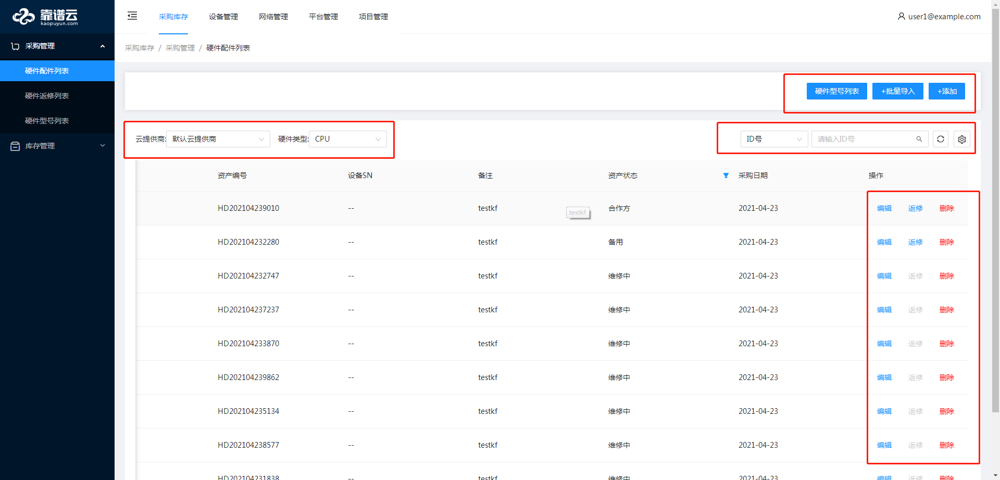 靠谱云
kaopuyun.com
采购库存 设备管理 网络管理 平台管理 项目管理
user1@example.com
采购管理
硬件配件列表
硬件返修列表
硬件型号列表
库存管理
采购库存 / 采购管理 / 硬件配件列表
硬件型号列表 +批量导入 +添加
云提供商: 默认云提供商 硬件类型: CPU ID号 请输入ID号
资产编号 设备SN 备注 资产状态 采购日期 操作
HD202104239010 -- testkf 合作方 2021-04-23 编辑 返修 删除
testkf
HD202104232280 -- testkf 备用 2021-04-23 编辑 返修 删除
HD202104232747 -- testkf 维修中 2021-04-23 编辑 返修 删除
HD202104237237 -- testkf 维修中 2021-04-23 编辑 返修 删除
HD202104233870 -- testkf 维修中 2021-04-23 编辑 返修 删除
HD202104239862 -- testkf 维修中 2021-04-23 编辑 返修 删除
HD202104235134 -- testkf 维修中 2021-04-23 编辑 返修 删除
HD202104238577 -- testkf 维修中 2021-04-23 编辑 返修 删除
HD202104231838 -- testkf 维修中 2021-04-23 编辑 返修 删除